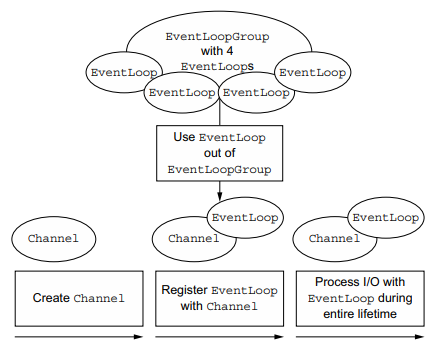 EventLoopGroup
with 4
EventLoops
EventLoop
EventLoop
EventLoop
EventLoop
Use EventLoop
out of
EventLoopGroup
Channel
Channel
EventLoop
Channel
EventLoop
Create Channel
Register EventLoop
with Channel
Process I/O with
EventLoop during
entire lifetime